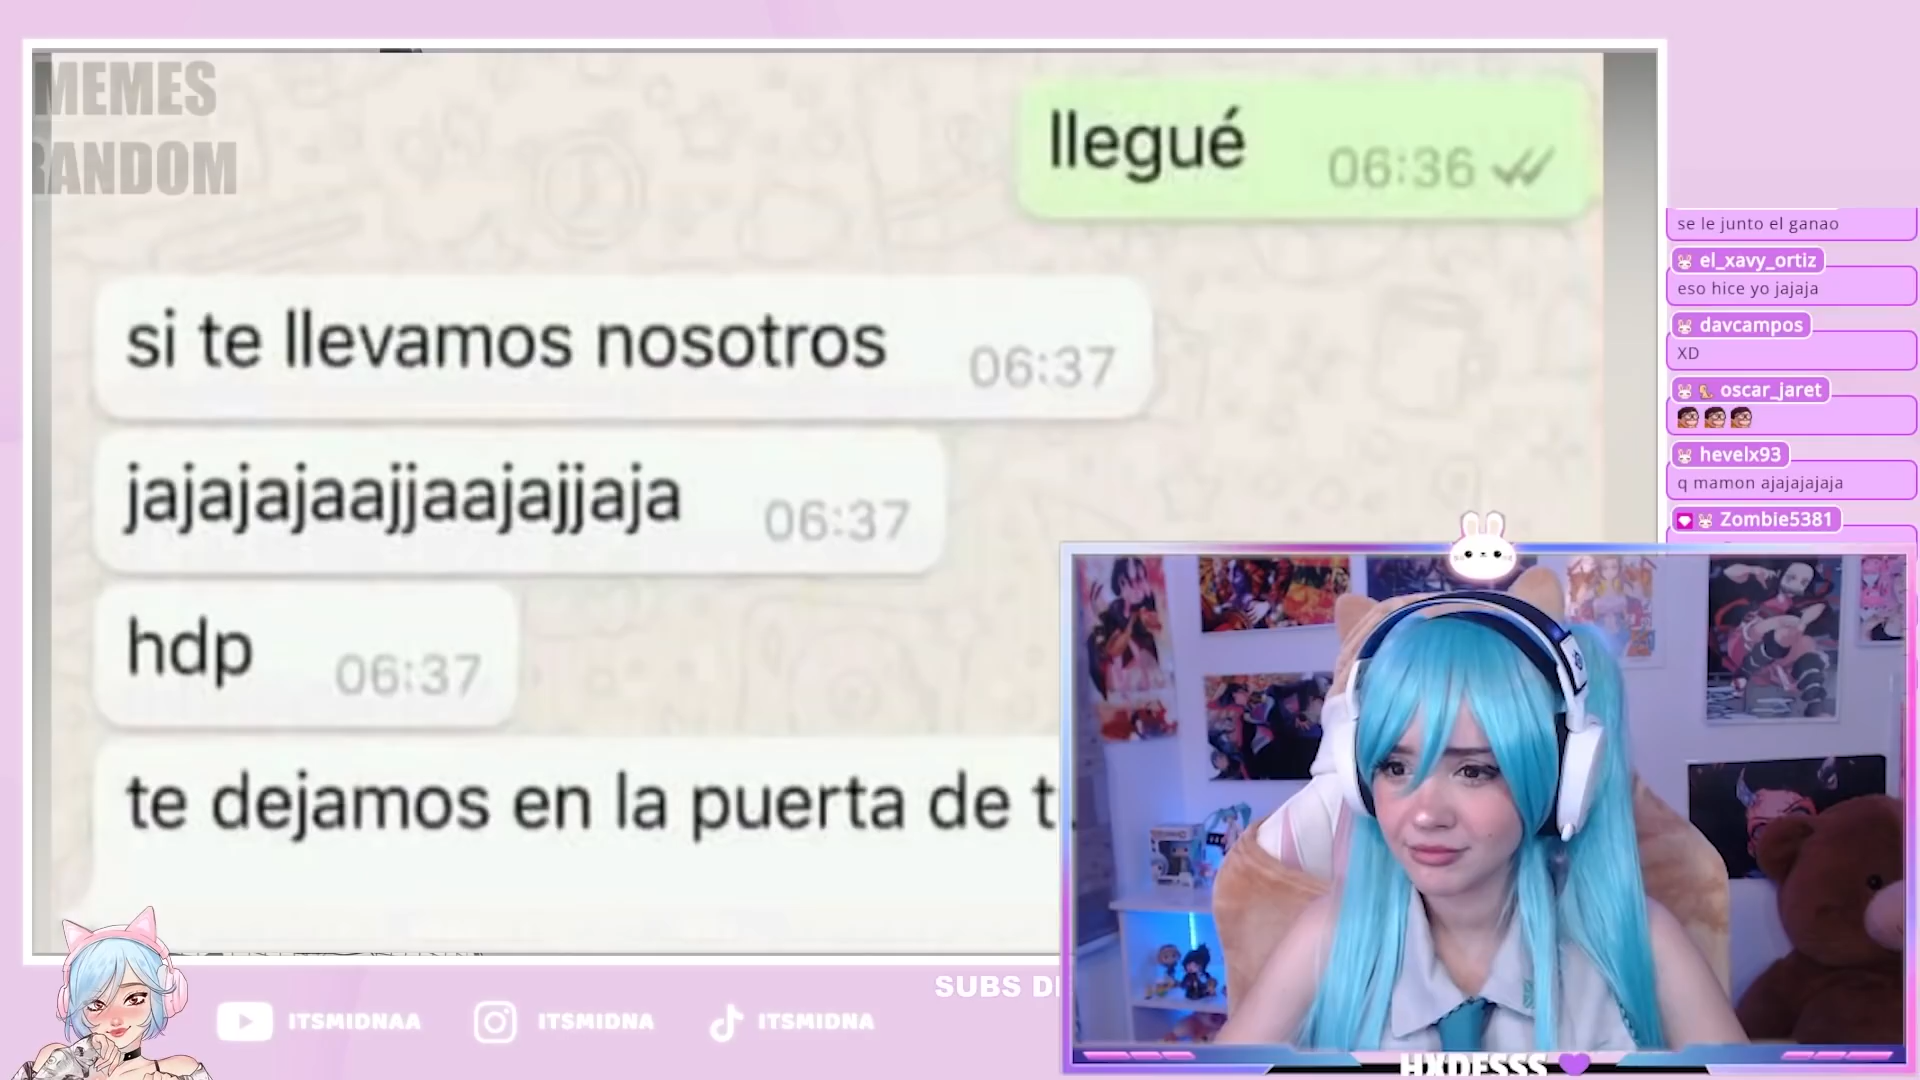 MEMES
RANDOM
llegué
06:36
si te llevamos nosotros
06:37
jajajajaajjaaajajjaja
06:37
hdp
06:37
te dejamos en la puerta de
se le junto el ganao
el_xavy_ortiz
eso hice yo jajaja
davcampos
XD
oscar_jaret
hevelx93
q mamon ajajajajaja
Zombie5381
SUBS
ITSMIDNAA
ITSMIDNA
ITSMIDNA
HXDESSS